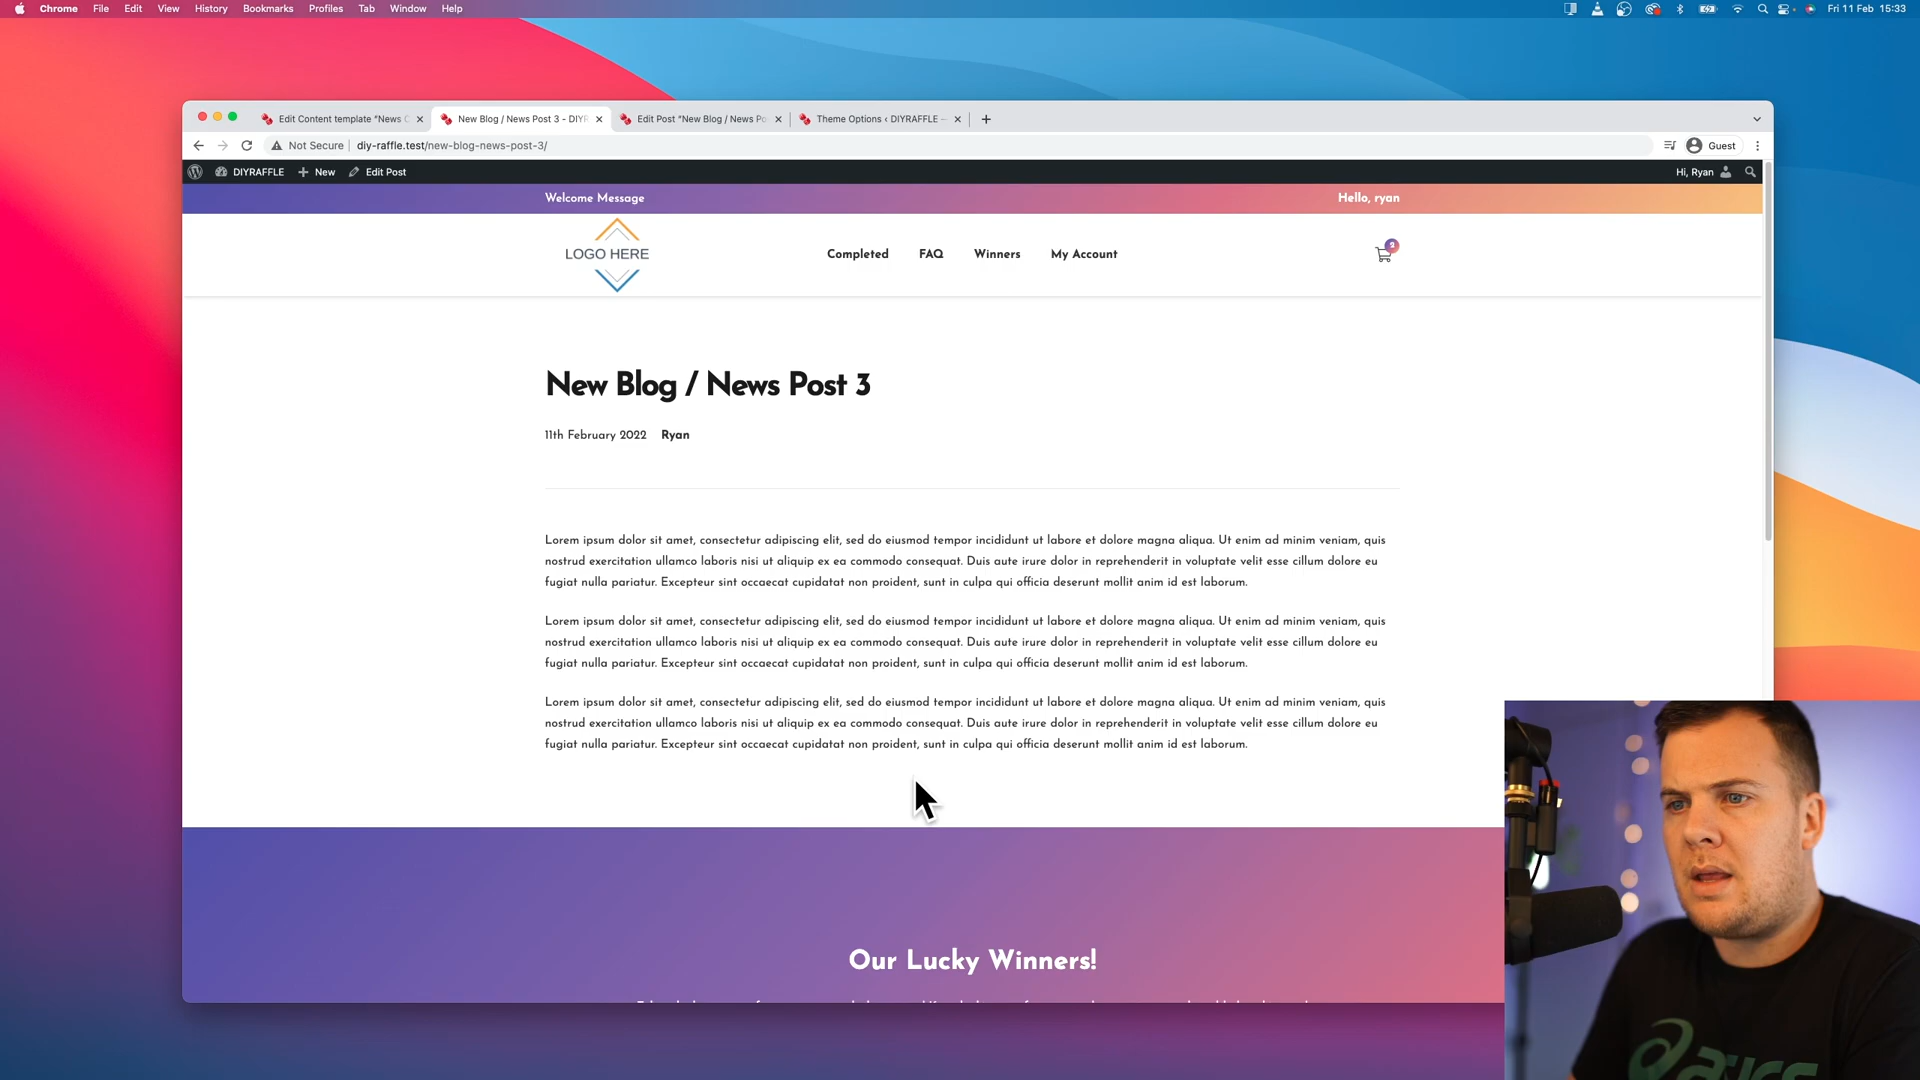 Chrome File Edit View History Bookmarks Profiles Tab Window Help
Fri 11 Feb 15:33
Edit Content template "News C
New Blog / News Post 3 - DIYR
Edit Post "New Blog / News Po
Theme Options ‹ DIYRAFFLE —
Not Secure
diy-raffle.test/new-blog-news-post-3/
Guest
DIYRAFFLE
New
Edit Post
Hi, Ryan
Welcome Message
Hello, ryan
LOGO HERE
Completed
FAQ
Winners
My Account
2
New Blog / News Post 3
11th February 2022 Ryan
Lorem ipsum dolor sit amet, consectetur adipiscing elit, sed do eiusmod tempor incididunt ut labore et dolore magna aliqua. Ut enim ad minim veniam, quis
nostrud exercitation ullamco laboris nisi ut aliquip ex ea commodo consequat. Duis aute irure dolor in reprehenderit in voluptate velit esse cillum dolore eu
fugiat nulla pariatur. Excepteur sint occaecat cupidatat non proident, sunt in culpa qui officia deserunt mollit anim id est laborum.
Lorem ipsum dolor sit amet, consectetur adipiscing elit, sed do eiusmod tempor incididunt ut labore et dolore magna aliqua. Ut enim ad minim veniam, quis
nostrud exercitation ullamco laboris nisi ut aliquip ex ea commodo consequat. Duis aute irure dolor in reprehenderit in voluptate velit esse cillum dolore eu
fugiat nulla pariatur. Excepteur sint occaecat cupidatat non proident, sunt in culpa qui officia deserunt mollit anim id est laborum.
Lorem ipsum dolor sit amet, consectetur adipiscing elit, sed do eiusmod tempor incididunt ut labore et dolore magna aliqua. Ut enim ad minim veniam, quis
nostrud exercitation ullamco laboris nisi ut aliquip ex ea commodo consequat. Duis aute irure dolor in reprehenderit in voluptate velit esse cillum dolore eu
fugiat nulla pariatur. Excepteur sint occaecat cupidatat non proident, sunt in culpa qui officia deserunt mollit anim id est laborum.
Our Lucky Winners!
asics